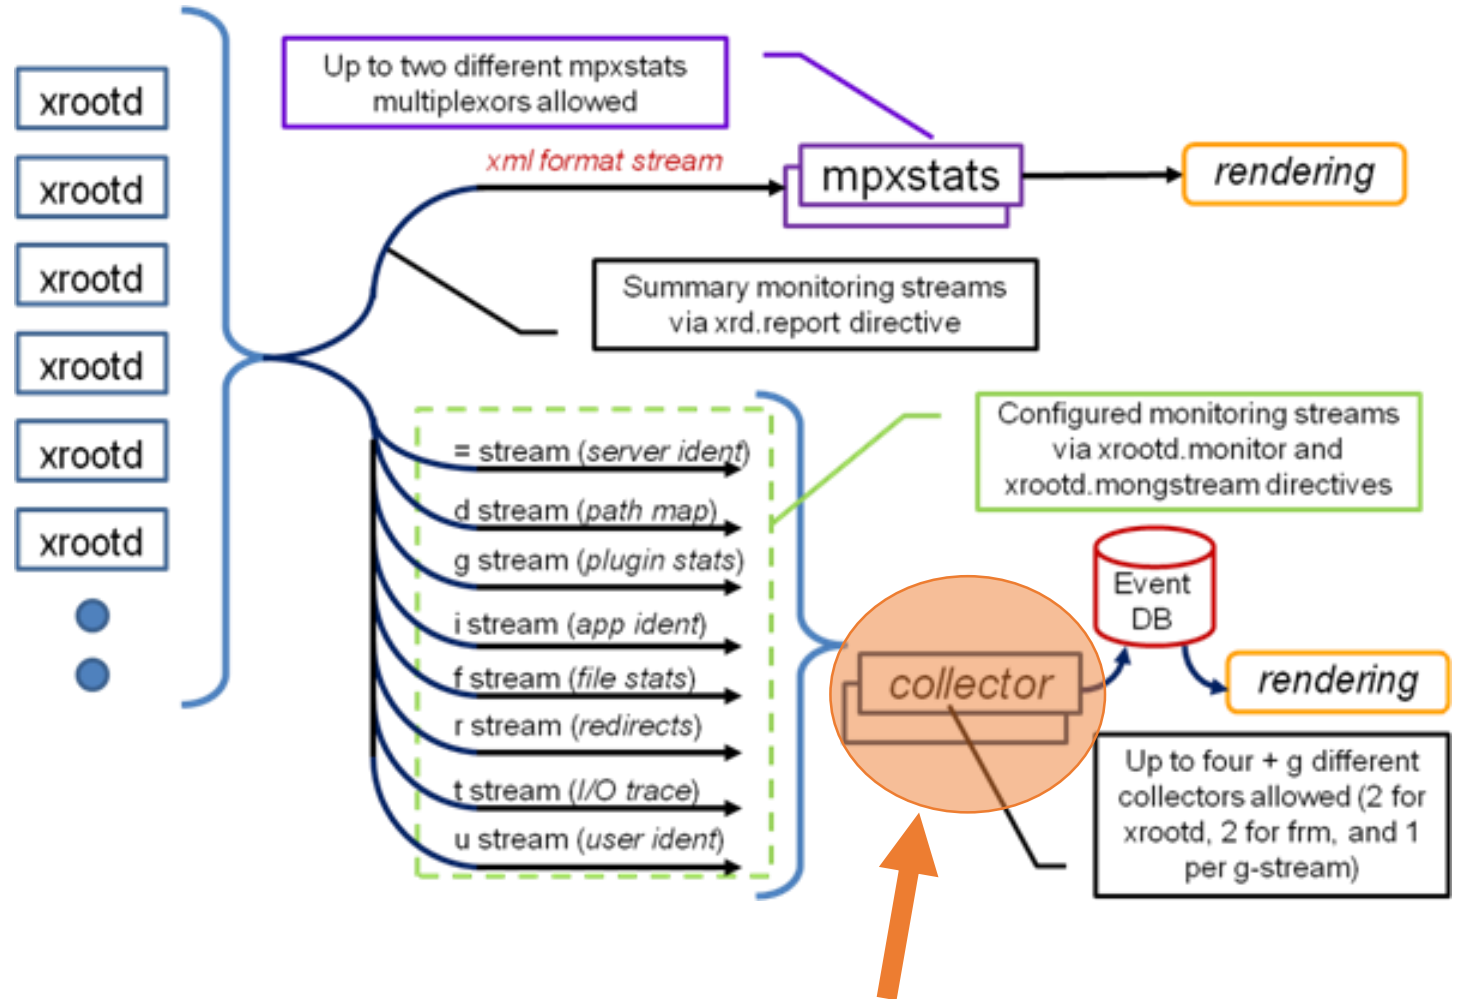 xrootd
xrootd
xrootd
xrootd
xrootd
xrootd
Up to two different mpxstats
multiplexors allowed
xml format stream
mpxstats
rendering
Summary monitoring streams
via xrd.report directive
= stream (server ident)
d stream (path map)
g stream (plugin stats)
i stream (app ident)
f stream (file stats)
r stream (redirects)
t stream (I/O trace)
u stream (user ident)
Configured monitoring streams
via xrootd.monitor and
xrootd.mongstream directives
collector
Event
DB
rendering
Up to four + g different
collectors allowed (2 for
xrootd, 2 for frm, and 1
per g-stream)